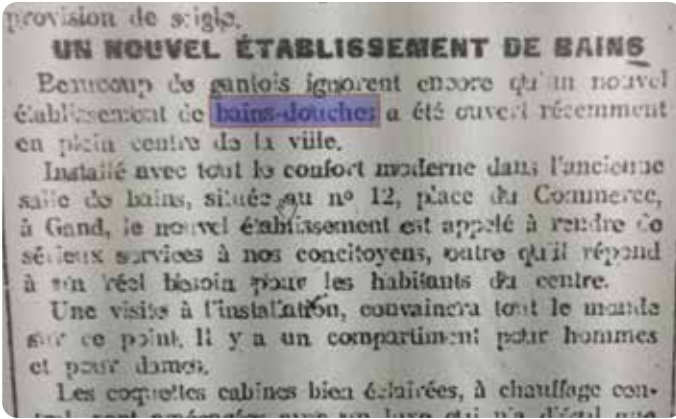 provision de seigle.
UN NOUVEL ÉTABLISSEMENT DE BAINS
Beaucoup de gantois ignorent encore qu'un nouvel
établissement de bains-douches a été ouvert récemment
en plein centre de la ville.
Installé avec tout le confort moderne dans l'ancienne
salle de bains, située au nº 12, place du Commerce,
à Gand, le nouvel établissement est appelé à rendre de
sérieux services à nos concitoyens, outre qu'il répond
à un réel besoin pour les habitants du centre.
Une visite à l'installation, convaincra tout le monde
sur ce point. Il y a un compartiment pour hommes
et pour dames.
Les coquettes cabines bien éclairées, à chauffage con-